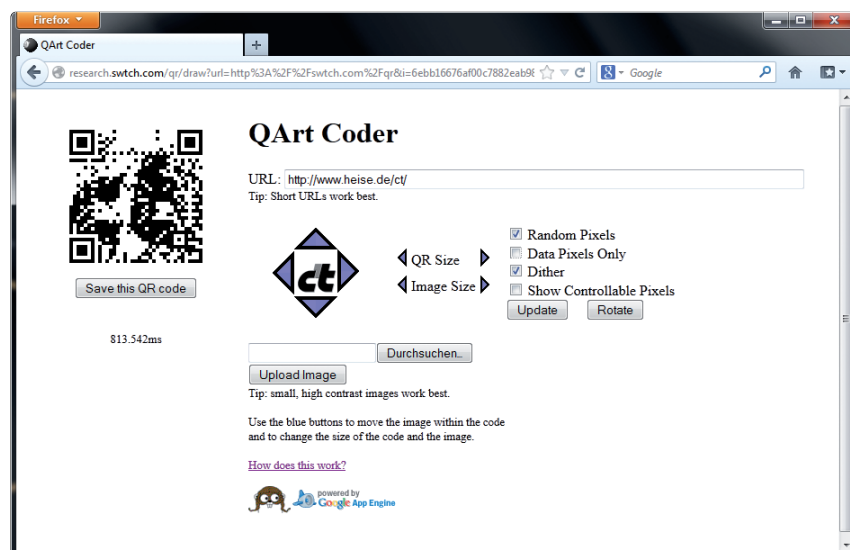 Firefox
QArt Coder
research.swtch.com/qr/draw?url=http%3A%2F%2Fswtch.com%2Fqr&i=6ebb16676af00c7882eab98
Google
QArt Coder
URL: http://www.heise.de/ct/
Tip: Short URLs work best.
Random Pixels
QR Size
Data Pixels Only
Dither
Image Size
Show Controllable Pixels
c't
Save this QR code
Update
Rotate
813.542ms
Durchsuchen..
Upload Image
Tip: small, high contrast images work best.
Use the blue buttons to move the image within the code
and to change the size of the code and the image.
How does this work?
powered by
Google App Engine